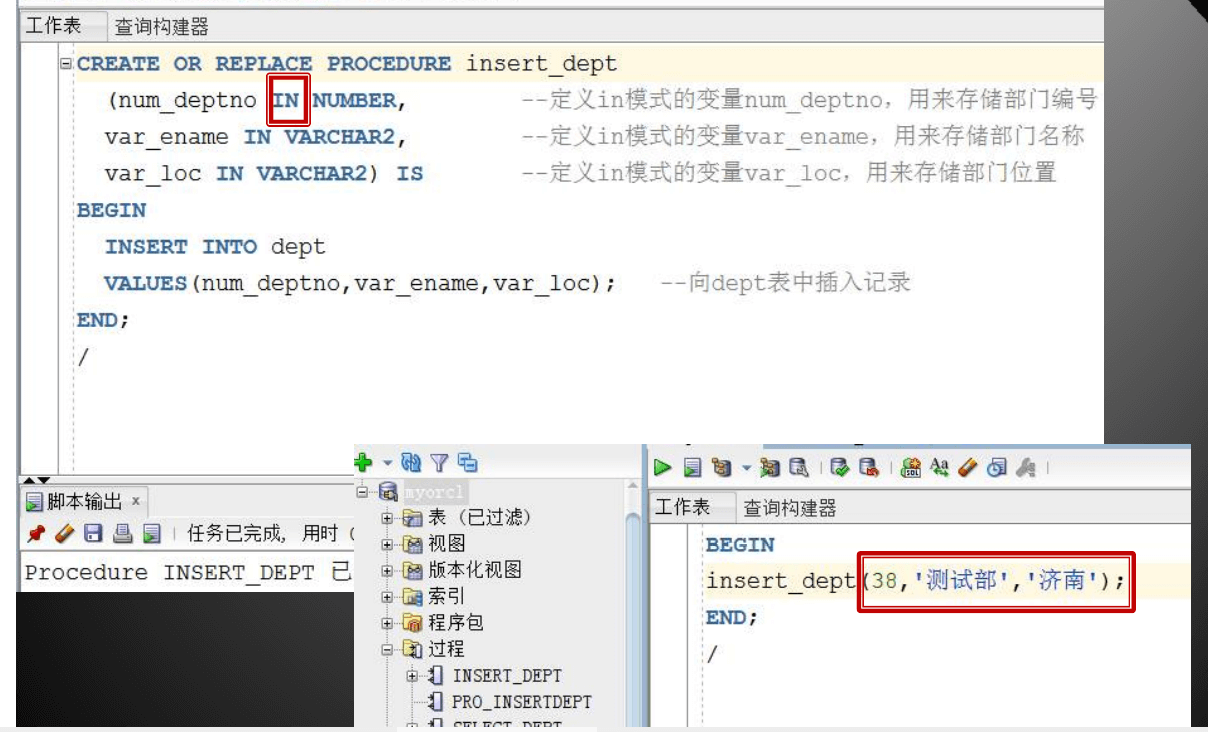 工作表 查询构建器
CREATE OR REPLACE PROCEDURE insert_dept
(num_deptno IN NUMBER, --定义in模式的变量num_deptno，用来存储部门编号
var_ename IN VARCHAR2, --定义in模式的变量var_ename，用来存储部门名称
var_loc IN VARCHAR2) IS --定义in模式的变量var_loc，用来存储部门位置
BEGIN
INSERT INTO dept
VALUES(num_deptno,var_ename,var_loc); --向dept表中插入记录
END;
/
脚本输出 ×
任务已完成, 用时 (
Procedure INSERT_DEPT 已
myorcl
表 (已过滤)
视图
版本化视图
索引
程序包
过程
INSERT_DEPT
PRO_INSERTDEPT
SELECT_DEPT
工作表 查询构建器
BEGIN
insert_dept(38,'测试部','济南');
END;
/